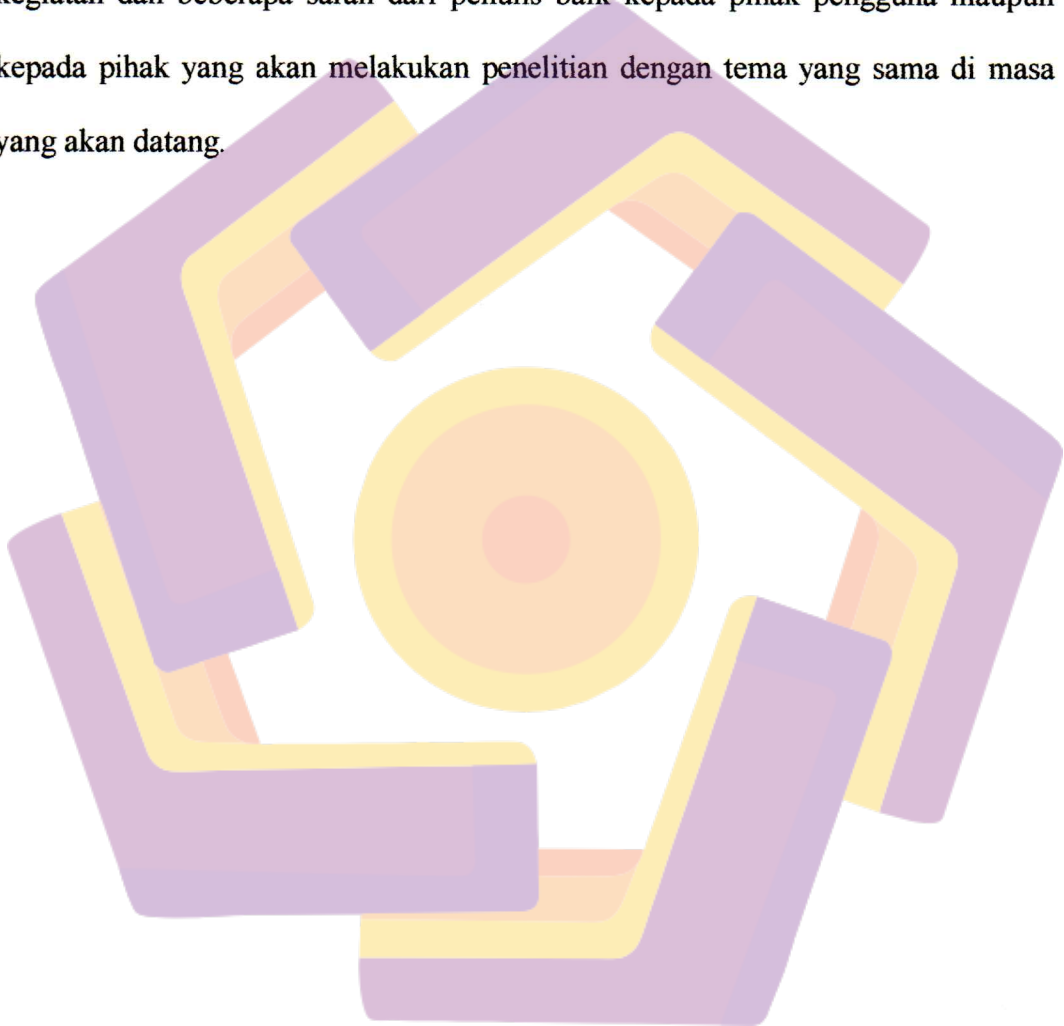 kegiatan dan beberapa saran dari penulis baik kepada pihak pengguna maupun
kepada pihak yang akan melakukan penelitian dengan tema yang sama di masa
yang akan datang.